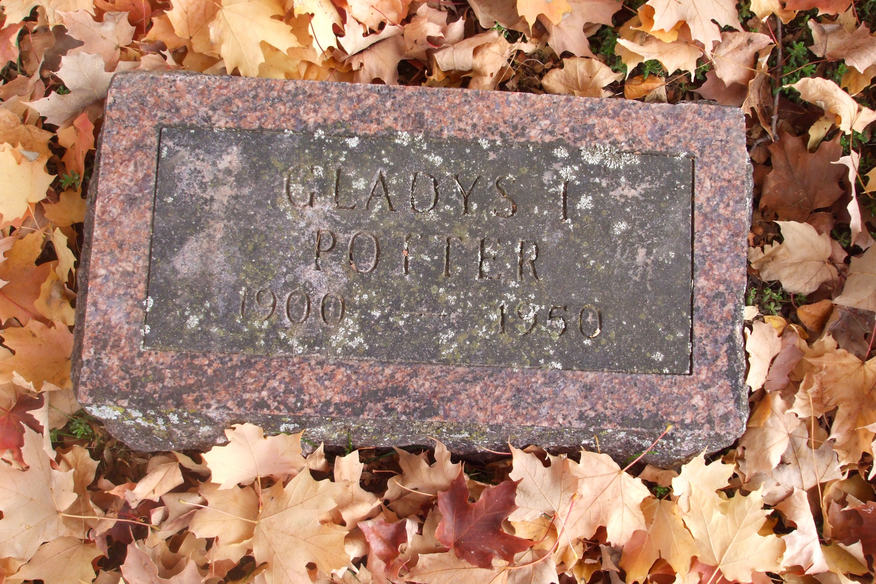 GLADYS I
POTTER
1900 - 1950